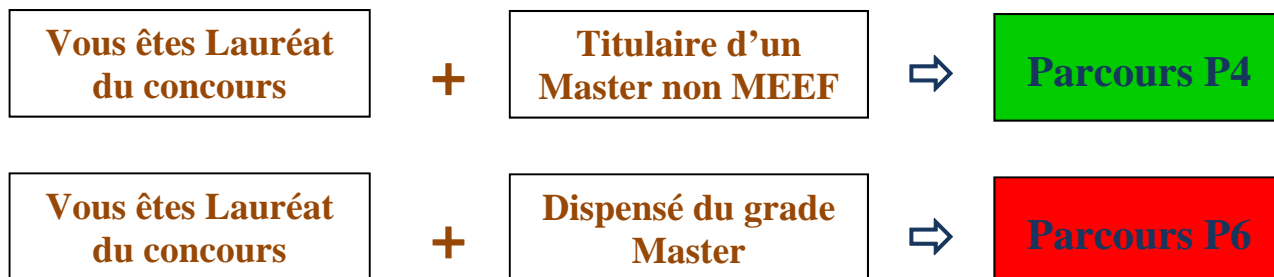 Vous êtes Lauréat
du concours
+
Titulaire d’un
Master non MEEF
⇨
Parcours P4
Vous êtes Lauréat
du concours
+
Dispensé du grade
Master
⇨
Parcours P6